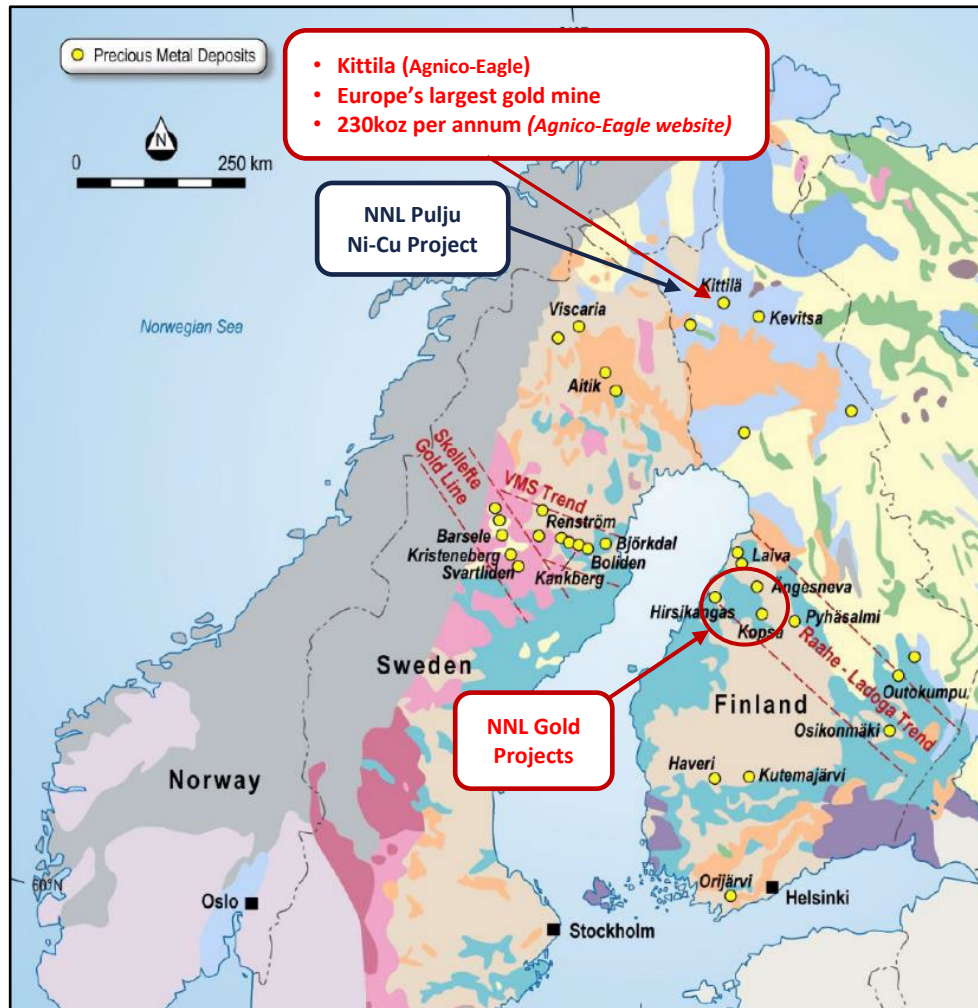 Precious Metal Deposits
N
0 250 km
• Kittila (Agnico-Eagle)
• Europe's largest gold mine
• 230koz per annum (Agnico-Eagle website)
NNL Pulju
Ni-Cu Project
Norwegian Sea
Kittilä
Kevitsa
Viscaria
Aitik
Skellefte
Gold Line
VMS Trend
Renström
Barsele
Björkdal
Kristeneberg
Boliden
Svartliden
Kankberg
Laiva
Ängesneva
Hirsikangas
Pyhäsalmi
Kopsa
Raahe - Ladoga Trend
Sweden
Outokumpu
Finland
Osikonmäki
NNL Gold
Projects
Haveri
Kutemajärvi
Norway
60°N
Orijärvi
Oslo
Helsinki
Stockholm